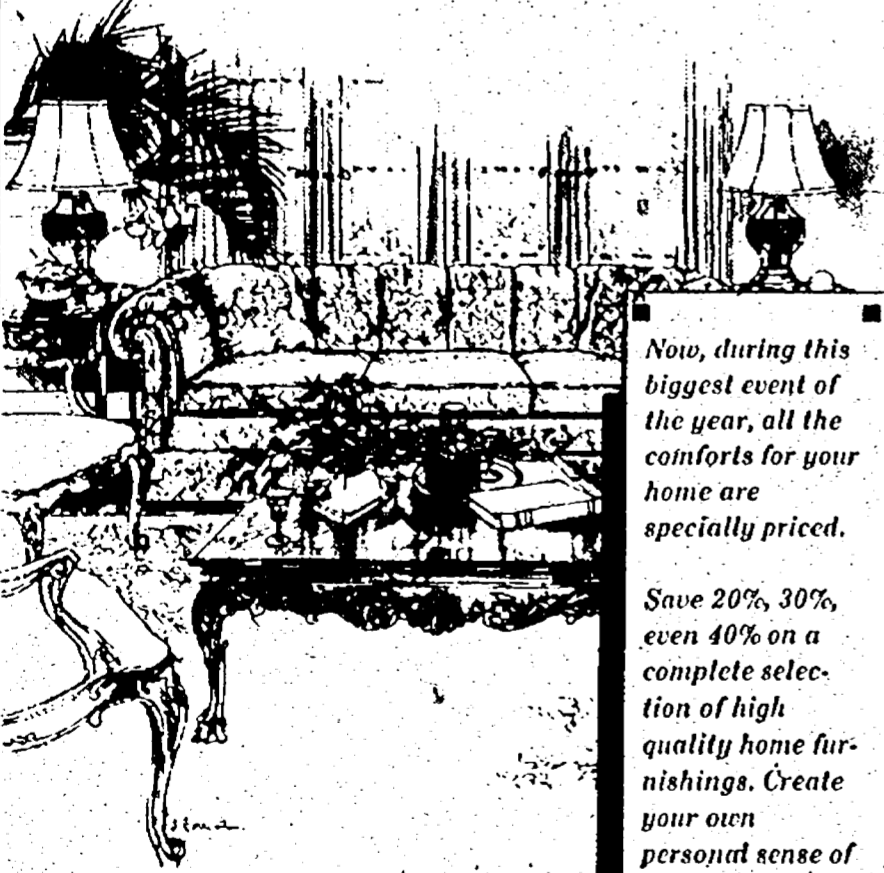 Now, during this
biggest event of
the year, all the
comforts for your
home are
specially priced.
Save 20%, 30%,
even 40% on a
complete selec-
tion of high
quality home fur-
nishings. Create
your own
personal sense of